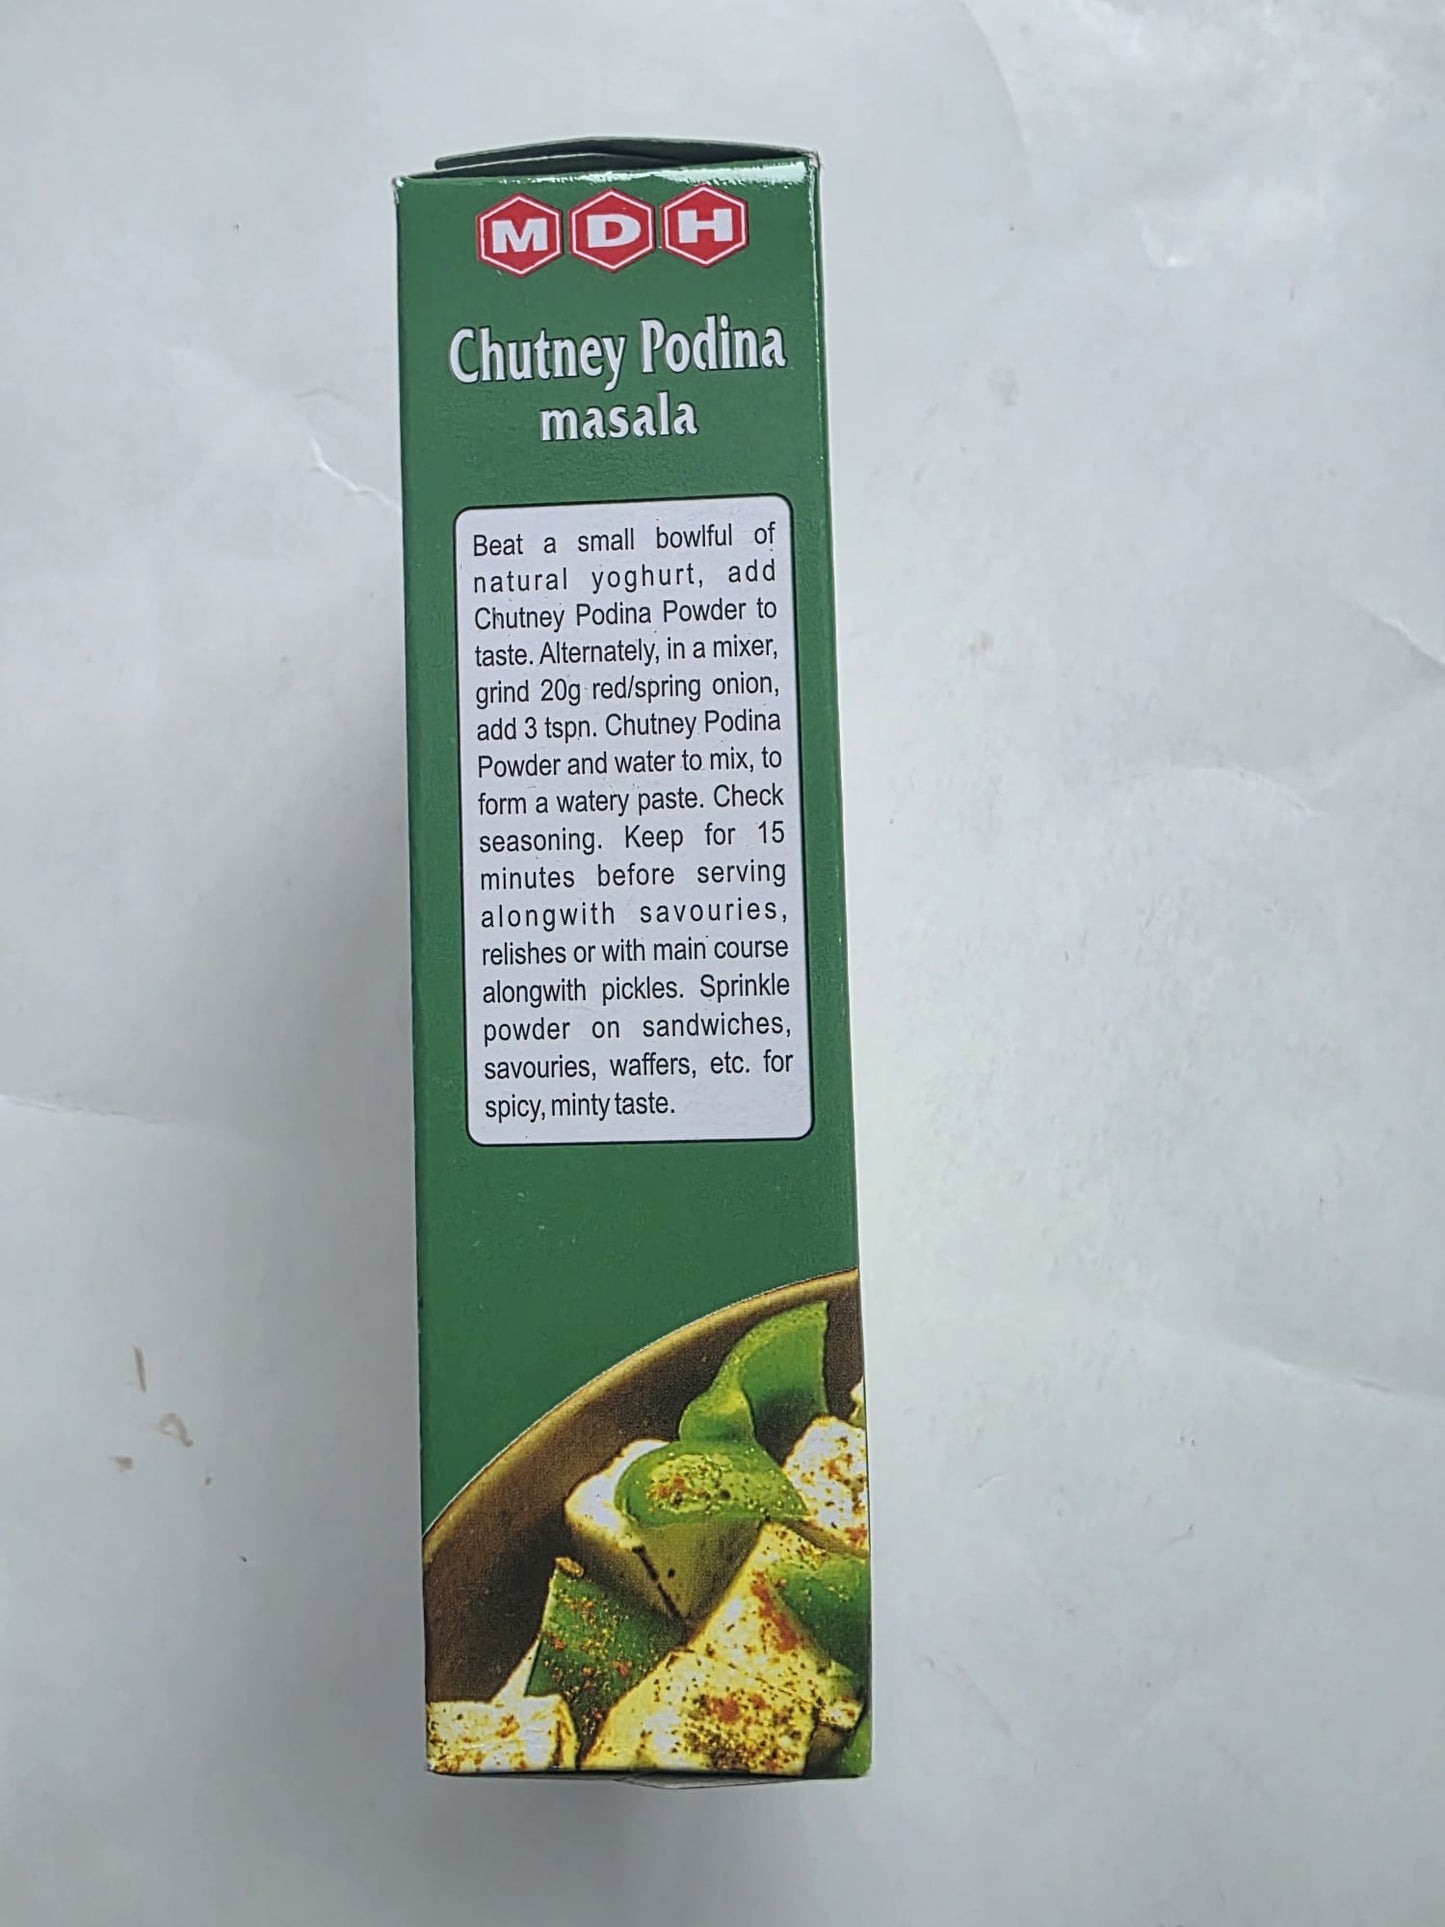 MDH
Chutney Podina
masala
Beat a small bowlful of
natural yoghurt, add
Chutney Podina Powder to
taste. Alternately, in a mixer,
grind 20g red/spring onion,
add 3 tspn. Chutney Podina
Powder and water to mix, to
form a watery paste. Check
seasoning. Keep for 15
minutes before serving
alongwith savouries,
relishes or with main course
alongwith pickles. Sprinkle
powder on sandwiches,
savouries, waffers, etc. for
spicy, minty taste.